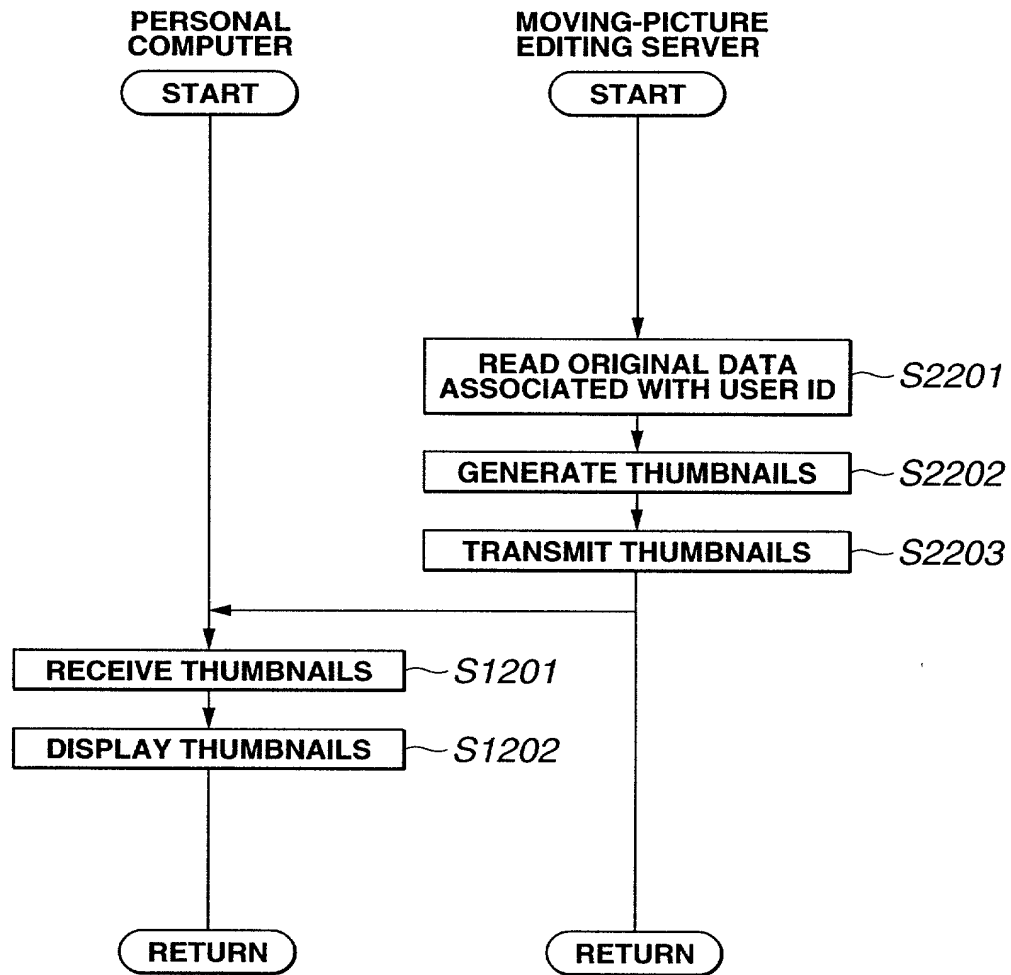 PERSONAL
COMPUTER
MOVING-PICTURE
EDITING SERVER
START
START
READ ORIGINAL DATA
ASSOCIATED WITH USER ID
S2201
GENERATE THUMBNAILS
S2202
TRANSMIT THUMBNAILS
S2203
RECEIVE THUMBNAILS
S1201
DISPLAY THUMBNAILS
S1202
RETURN
RETURN